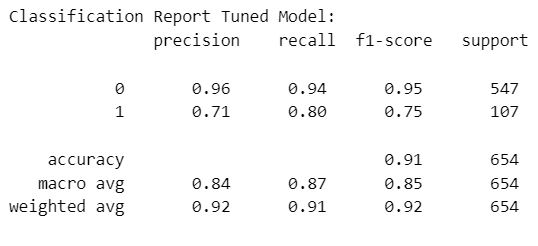 Classification Report Tuned Model:
precision recall f1-score support
0 0.96 0.94 0.95 547
1 0.71 0.80 0.75 107
accuracy 0.91 654
macro avg 0.84 0.87 0.85 654
weighted avg 0.92 0.91 0.92 654